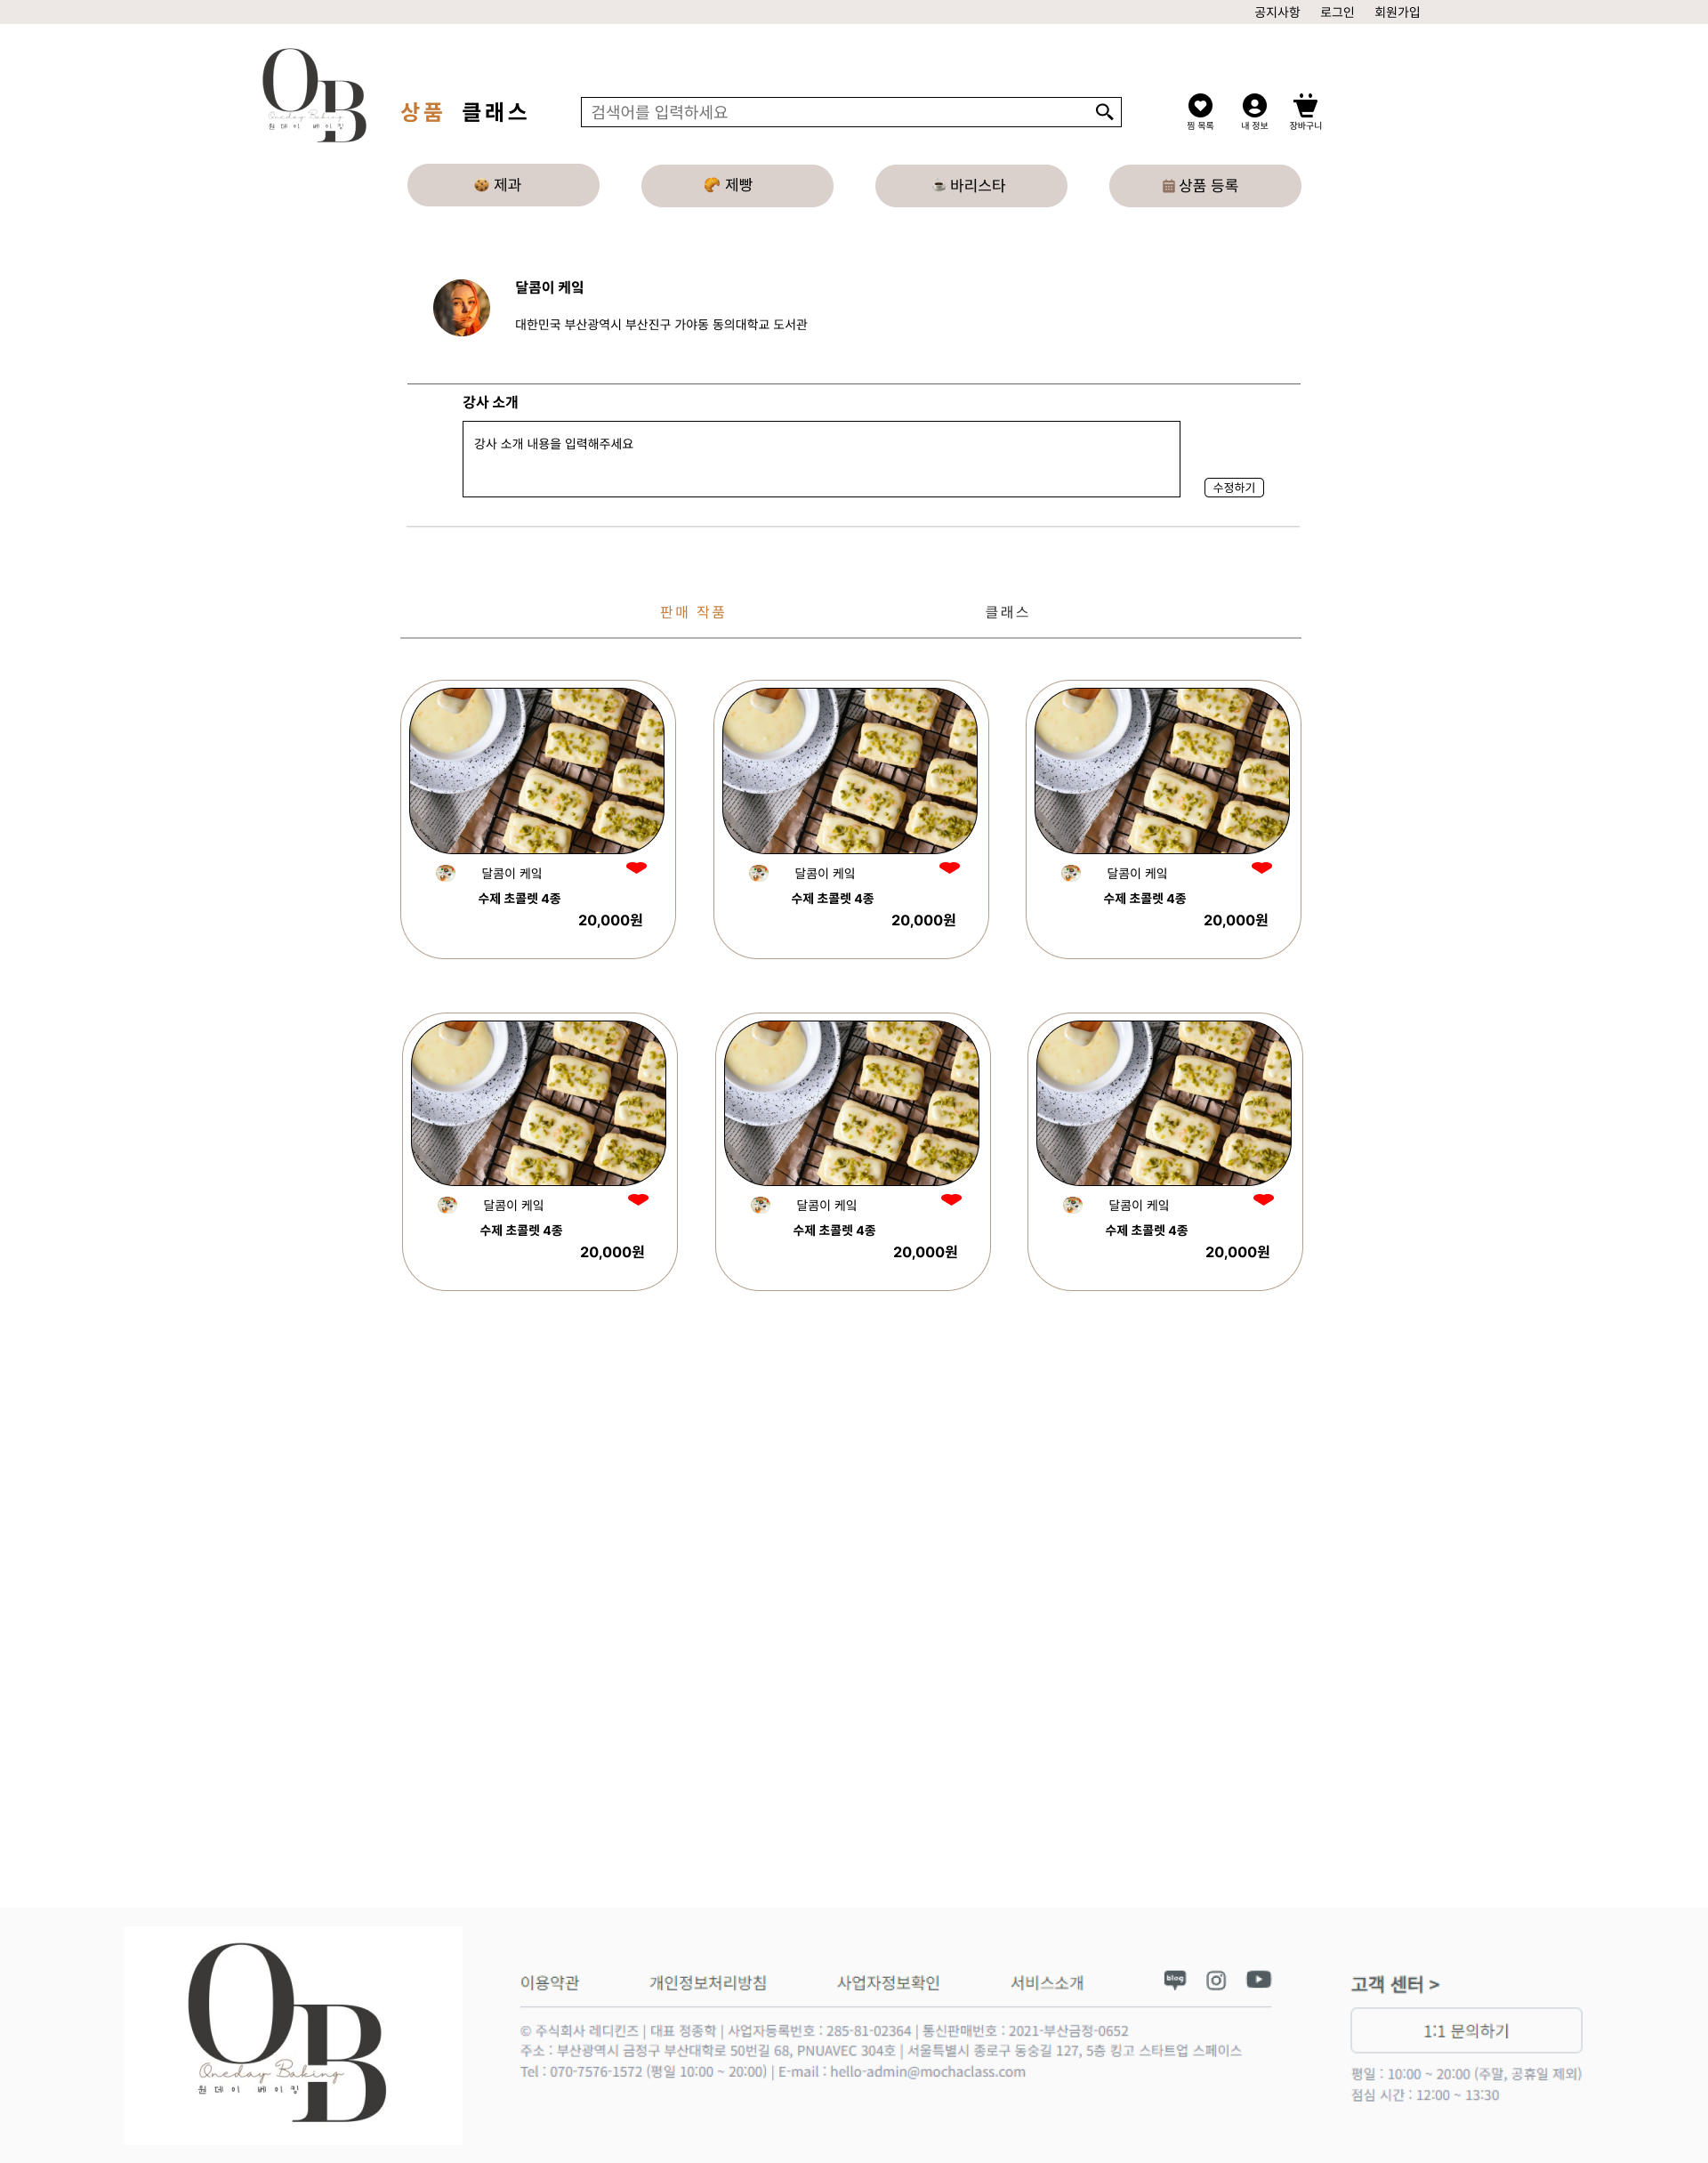 공지사항 로그인 회원가입
OB
Oneday Baking
원데이 베이킹
상품 클래스
검색어를 입력하세요
찜 목록 내 정보 장바구니
제과 제빵 바리스타 상품 등록
달콤이 케잌
대한민국 부산광역시 부산진구 가야동 동의대학교 도서관
강사 소개
강사 소개 내용을 입력해주세요
수정하기
판매 작품 클래스
달콤이 케잌 달콤이 케잌 달콤이 케잌
수제 초콜렛 4종 수제 초콜렛 4종 수제 초콜렛 4종
20,000원 20,000원 20,000원
달콤이 케잌 달콤이 케잌 달콤이 케잌
수제 초콜렛 4종 수제 초콜렛 4종 수제 초콜렛 4종
20,000원 20,000원 20,000원
OB
Oneday Baking
원데이 베이킹
이용약관 개인정보처리방침 사업자정보확인 서비스소개 blog
© 주식회사 레디킨즈 | 대표 정종학 | 사업자등록번호 : 285-81-02364 | 통신판매번호 : 2021-부산금정-0652
주소 : 부산광역시 금정구 부산대학로 50번길 68, PNUAVEC 304호 | 서울특별시 종로구 동숭길 127, 5층 킹고 스타트업 스페이스
Tel : 070-7576-1572 (평일 10:00 ~ 20:00) | E-mail : hello-admin@mochaclass.com
고객 센터 >
1:1 문의하기
평일 : 10:00 ~ 20:00 (주말, 공휴일 제외)
점심 시간 : 12:00 ~ 13:30